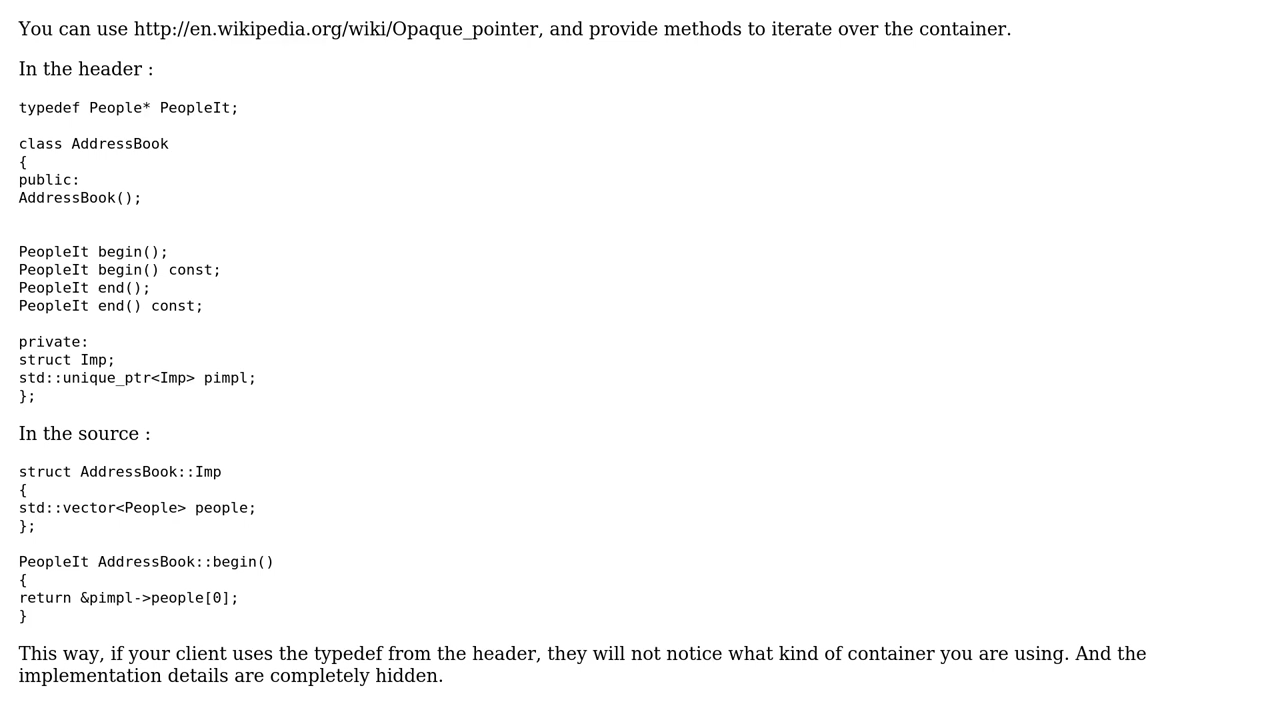 You can use http://en.wikipedia.org/wiki/Opaque_pointer, and provide methods to iterate over the container.
In the header :
typedef People* PeopleIt;
class AddressBook
{
public:
AddressBook();
PeopleIt begin();
PeopleIt begin() const;
PeopleIt end();
PeopleIt end() const;
private:
struct Imp;
std::unique_ptr<Imp> pimpl;
};
In the source :
struct AddressBook::Imp
{
std::vector<People> people;
};
PeopleIt AddressBook::begin()
{
return &pimpl->people[0];
}
This way, if your client uses the typedef from the header, they will not notice what kind of container you are using. And the
implementation details are completely hidden.